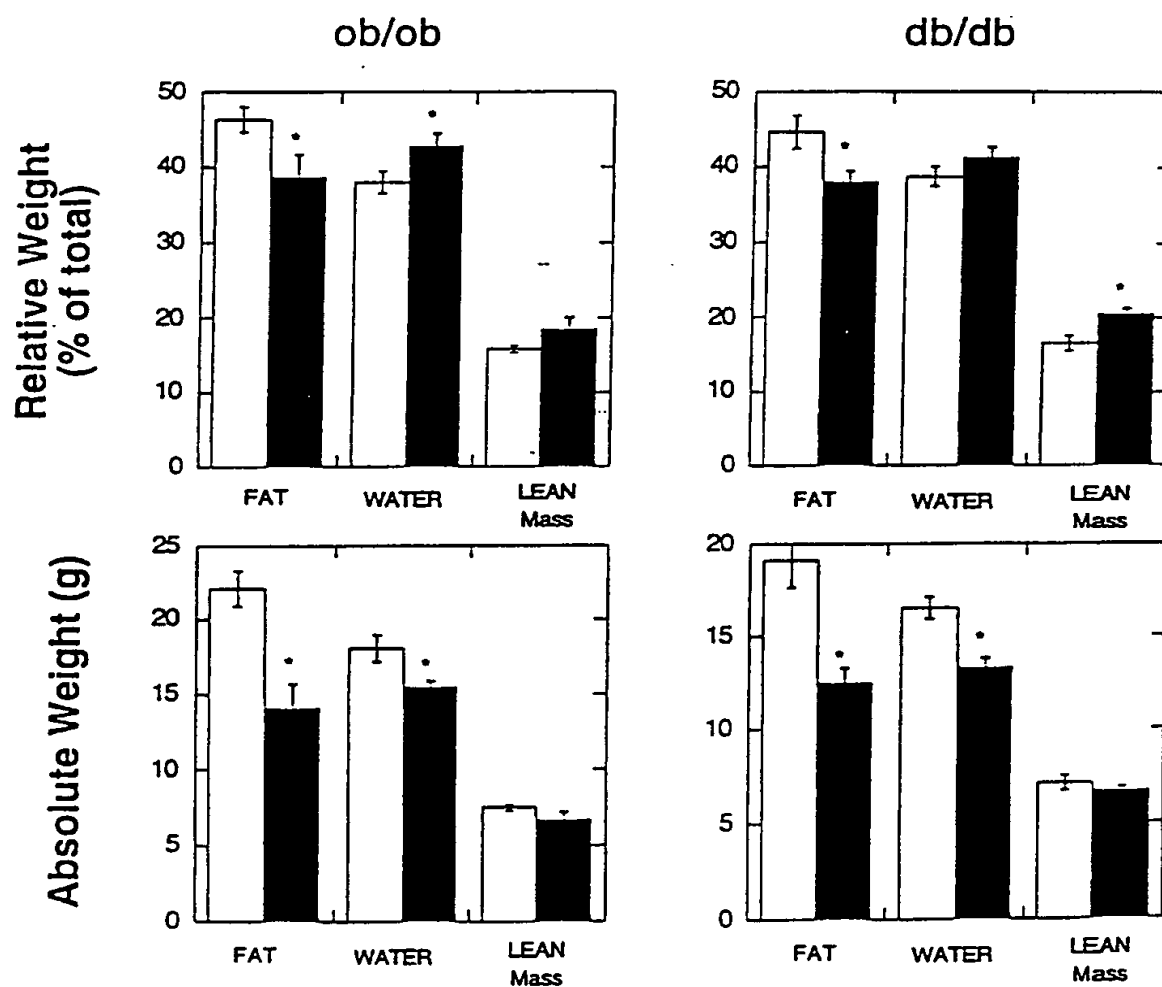 ob/ob
db/db
Relative Weight
(% of total)
50
40
30
20
10
0
*
*
FAT
WATER
LEAN
Mass
50
40
30
20
10
0
*
*
FAT
WATER
LEAN
Mass
Absolute Weight (g)
25
20
15
10
5
0
*
*
FAT
WATER
LEAN
Mass
20
15
10
5
0
*
*
FAT
WATER
LEAN
Mass